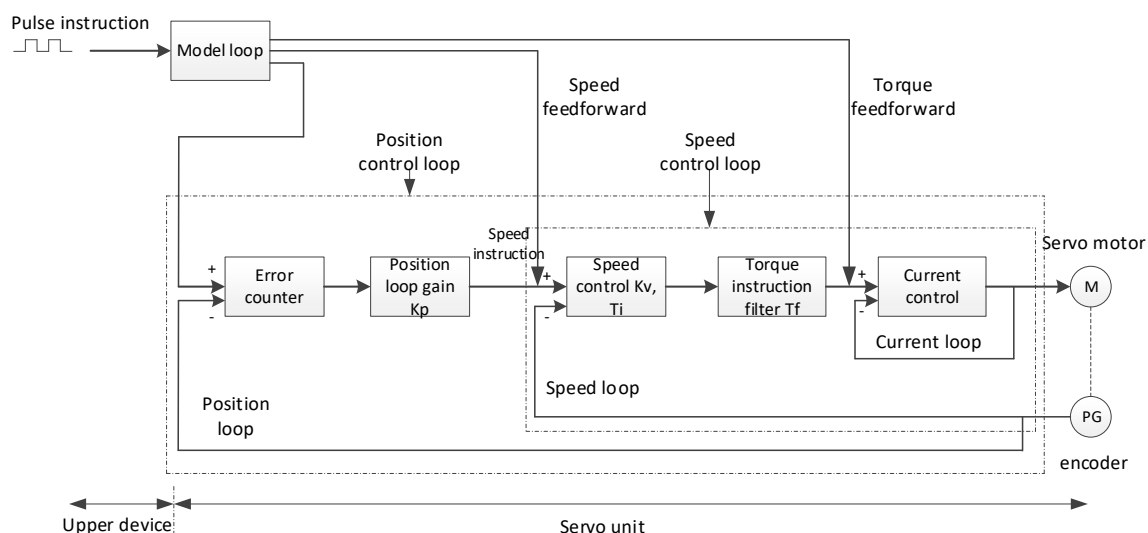 Pulse instruction
Model loop
Speed
feedforward
Torque
feedforward
Position
control loop
Speed
control loop
Speed
instruction
Servo motor
+
-
Error
counter
Position
loop gain
Kp
+
-
Speed
control Kv,
Ti
Torque
instruction
filter Tf
+
-
Current
control
M
Current loop
Speed loop
Position
loop
PG
encoder
Upper device
Servo unit